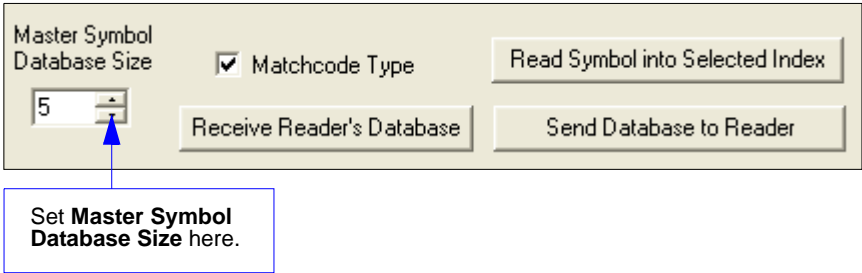 Master Symbol
Database Size
5
Matchcode Type
Read Symbol into Selected Index
Receive Reader's Database
Send Database to Reader
Set Master Symbol
Database Size here.